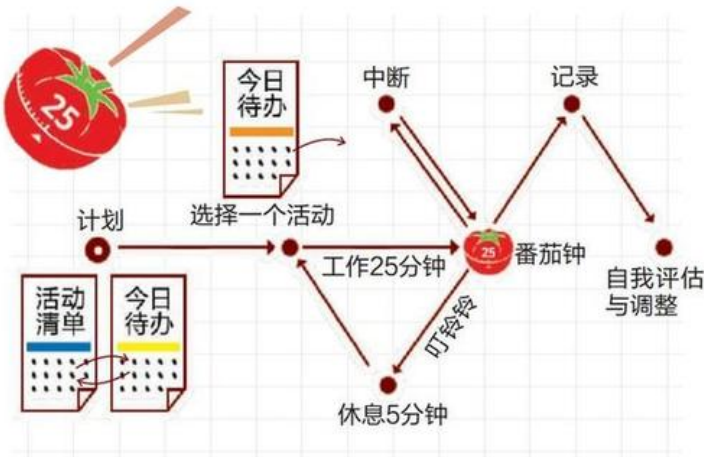 25
今日
待办
中断
记录
计划
选择一个活动
工作25分钟
25
番茄钟
自我评估
与调整
活动
清单
今日
待办
叮铃铃
休息5分钟